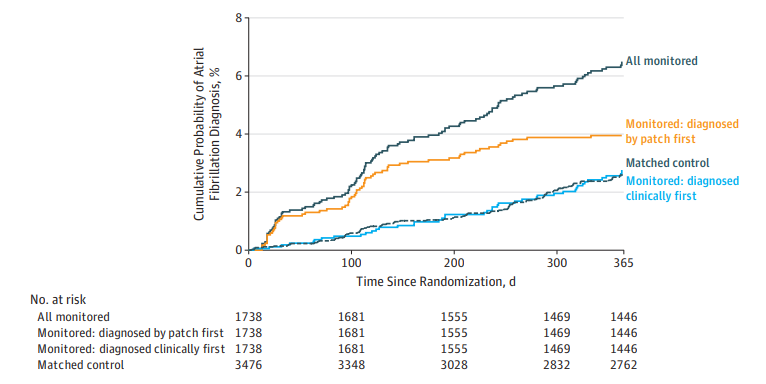 Cumulative Probability of Atrial
Fibrillation Diagnosis, %
8
6
4
2
0
All monitored
Monitored: diagnosed
by patch first
Matched control
Monitored: diagnosed
clinically first
0 100 200 300 365
Time Since Randomization, d
No. at risk
All monitored 1738 1681 1555 1469 1446
Monitored: diagnosed by patch first 1738 1681 1555 1469 1446
Monitored: diagnosed clinically first 1738 1681 1555 1469 1446
Matched control 3476 3348 3028 2832 2762